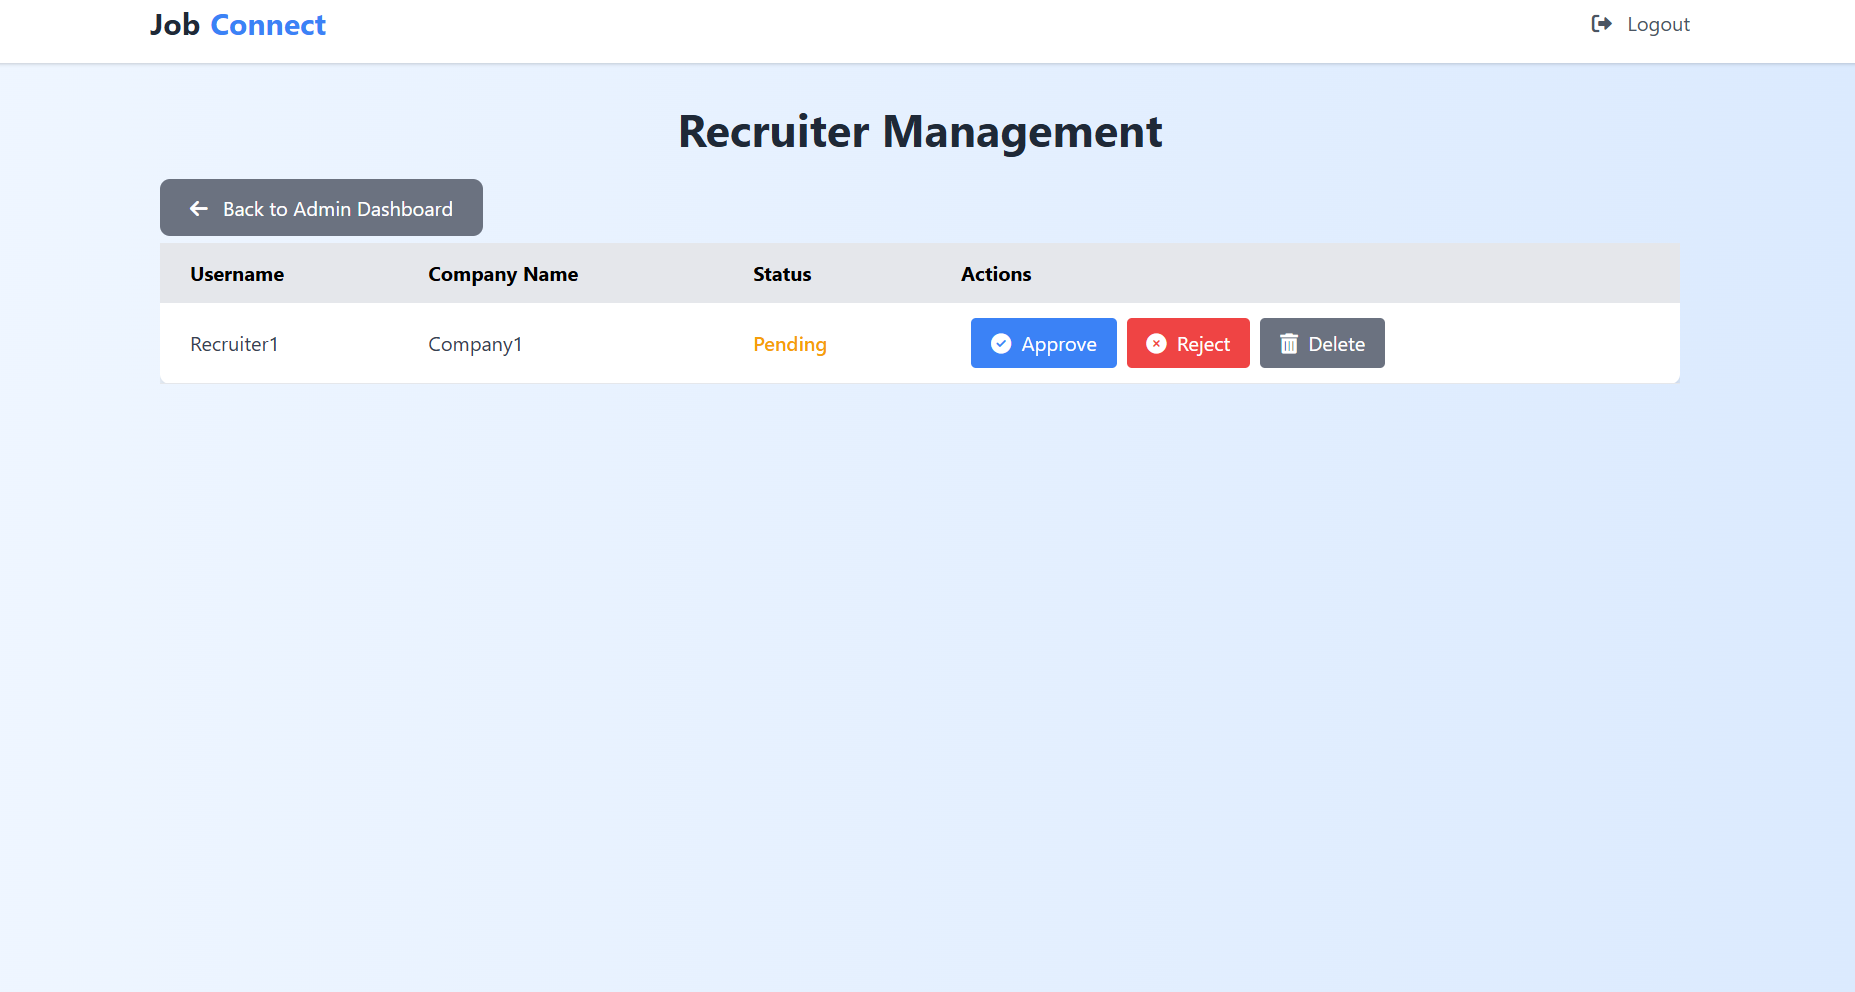 Job Connect
Logout
Recruiter Management
Back to Admin Dashboard
Username Company Name Status Actions
Recruiter1 Company1 Pending Approve Reject Delete